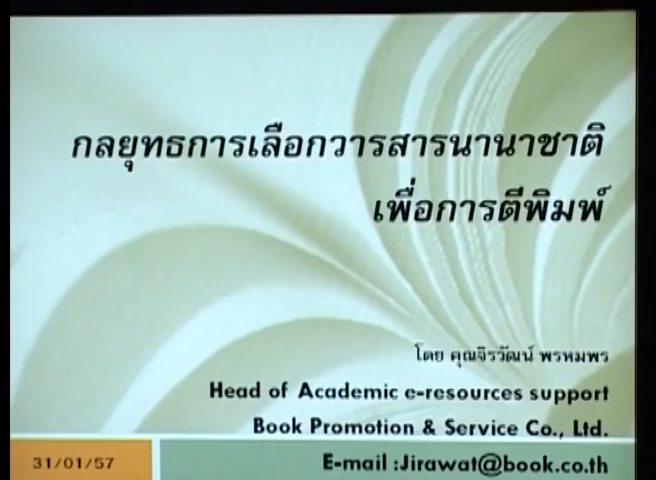 กลยุทธการเลือกวารสารนานาชาติ
เพื่อการตีพิมพ์
โดย คุณจิรวัฒน์ พรหมพร
Head of Academic e-resources support
Book Promotion & Service Co., Ltd.
31/01/57
E-mail :Jirawat@book.co.th